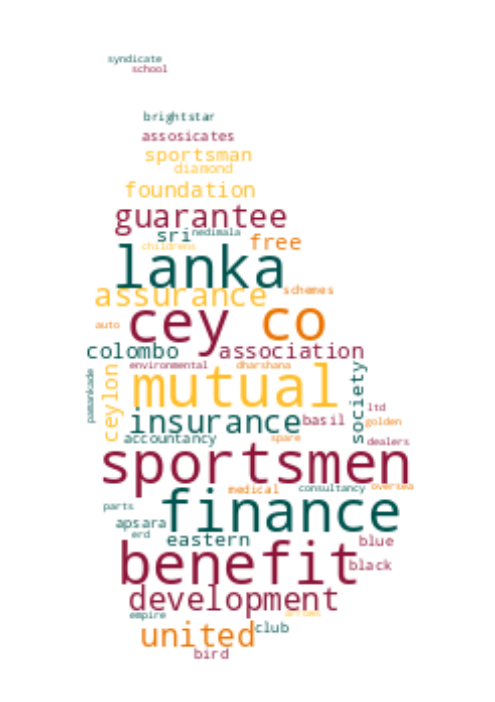 syndicate
school
brightstar
assosicates
sportsman
diamond
foundation
guarantee
sri nedimala
childrens free
lanka
assurance schemes
auto cey co
colombo association
environmental dharshana
pamankade ceylon mutual society
ltd
insurance basil golden
accountancy spare dealers
sportsmen
medical consultancy oversea
parts finance
apsara
erd eastern blue
benefit black
development
empire
united club
bird